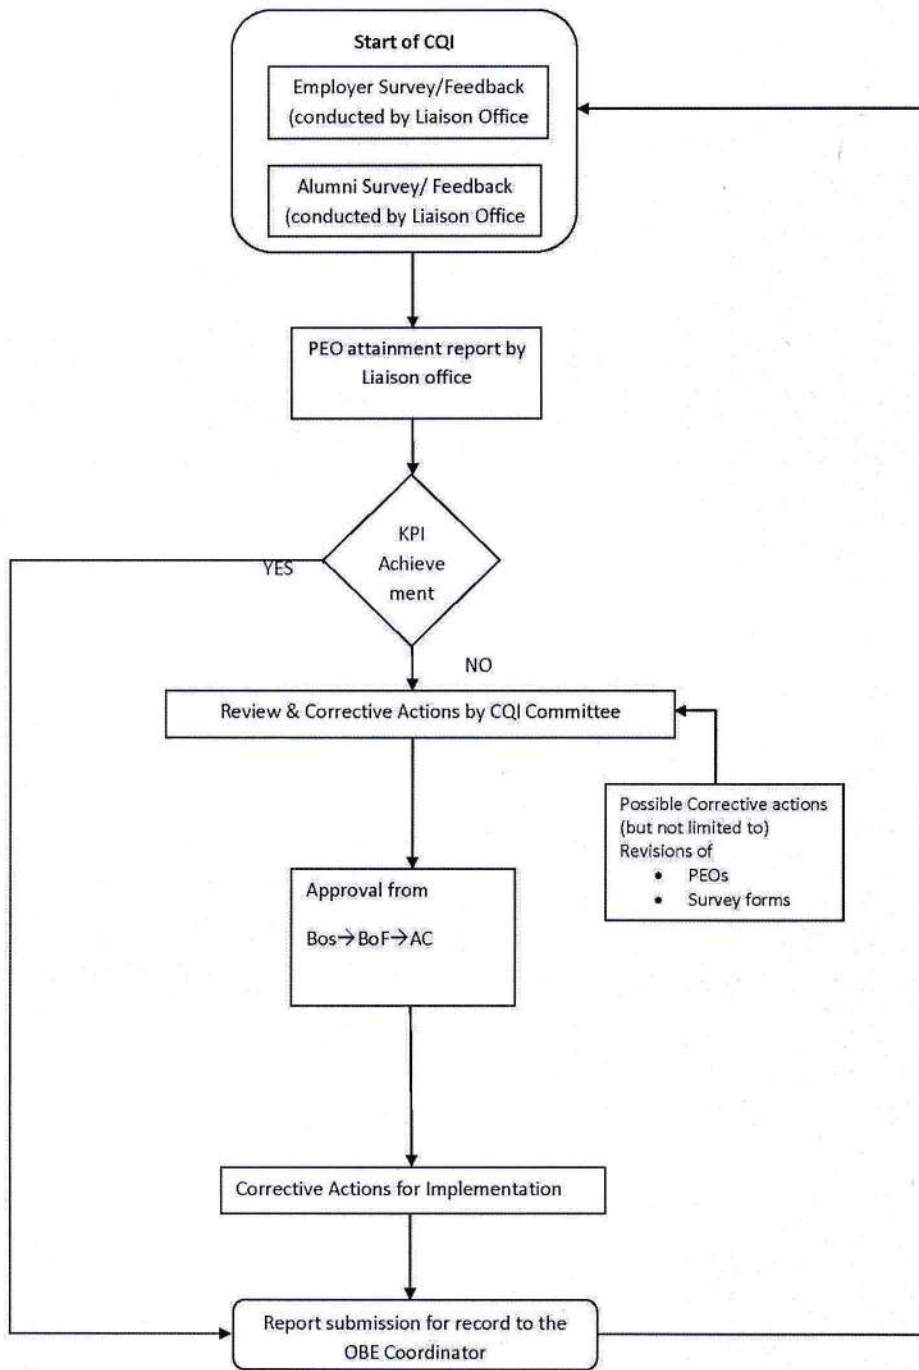 Start of CQI
Employer Survey/Feedback
(conducted by Liaison Office
Alumni Survey/ Feedback
(conducted by Liaison Office
PEO attainment report by
Liaison office
KPI
Achieve
ment
YES
NO
Review & Corrective Actions by CQI Committee
Possible Corrective actions
(but not limited to)
Revisions of
• PEOs
• Survey forms
Approval from
Bos→BoF→AC
Corrective Actions for Implementation
Report submission for record to the
OBE Coordinator